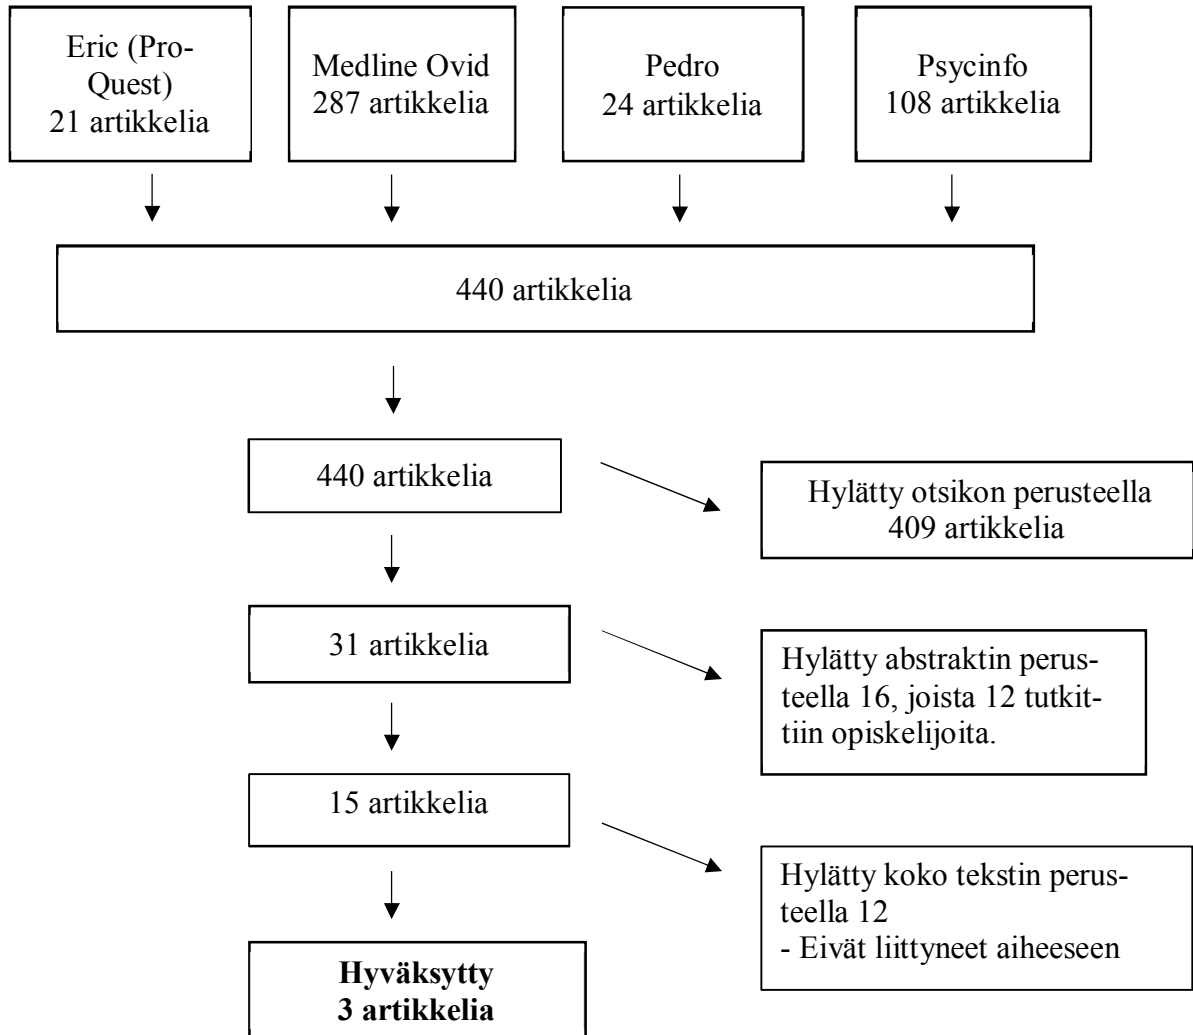 Eric (Pro-
Quest)
21 artikkelia
Medline Ovid
287 artikkelia
Pedro
24 artikkelia
Psycinfo
108 artikkelia
440 artikkelia
440 artikkelia
Hylätty otsikon perusteella
409 artikkelia
31 artikkelia
Hylätty abstraktin perus-
teella 16, joista 12 tutkit-
tiin opiskelijoita.
15 artikkelia
Hylätty koko tekstin perus-
teella 12
- Eivät liittyneet aiheeseen
Hyväksytty
3 artikkelia